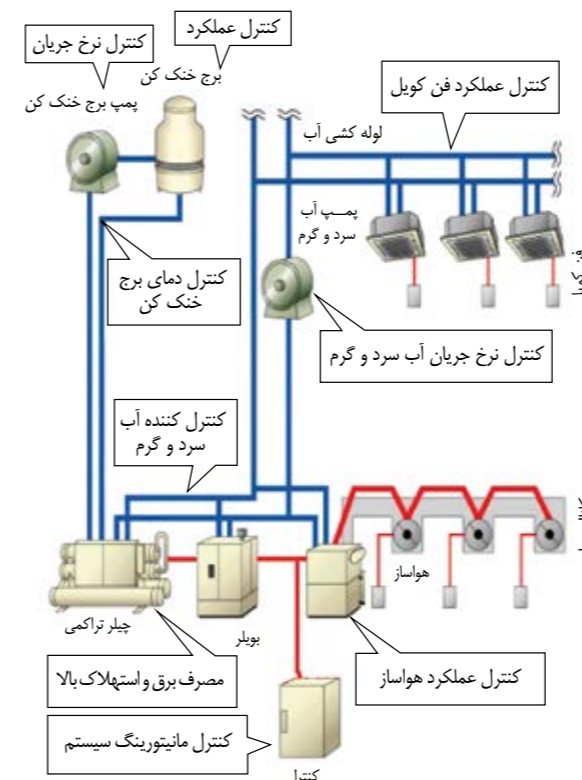 کنترل عملکرد
کنترل نرخ جریان
برج خنک کن
پمپ برج خنک کن
کنترل عملکرد فن کویل
لوله کشی آب
پمــپ آب
سرد و گرم
کنترل دمای برج
خنک کن
کنترل نرخ جریان آب سرد و گرم
کنترل کننده آب
سرد و گرم
هواساز
چیلر تراکمی
بویلر
مصرف برق و استهلاک بالا
کنترل عملکرد هواساز
کنترل مانیتورینگ سیستم